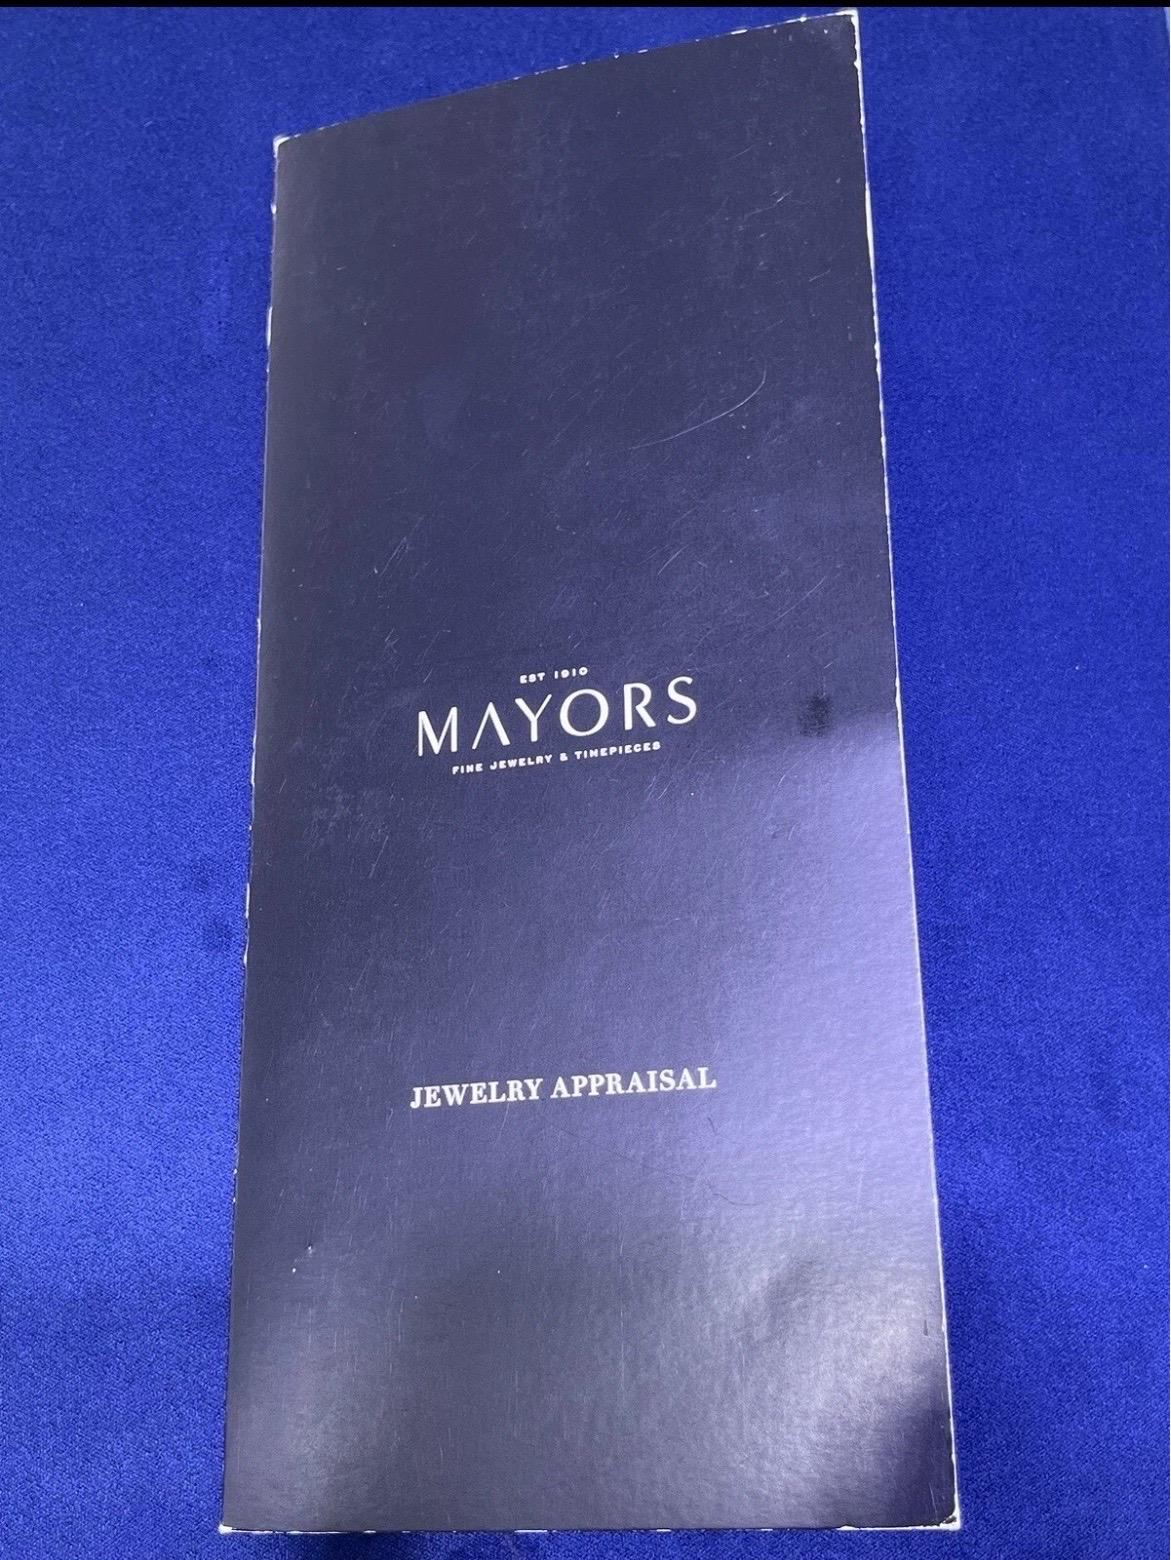 EST 1910
MAYORS
FINE JEWELRY & TIMEPIECES
JEWELRY APPRAISAL